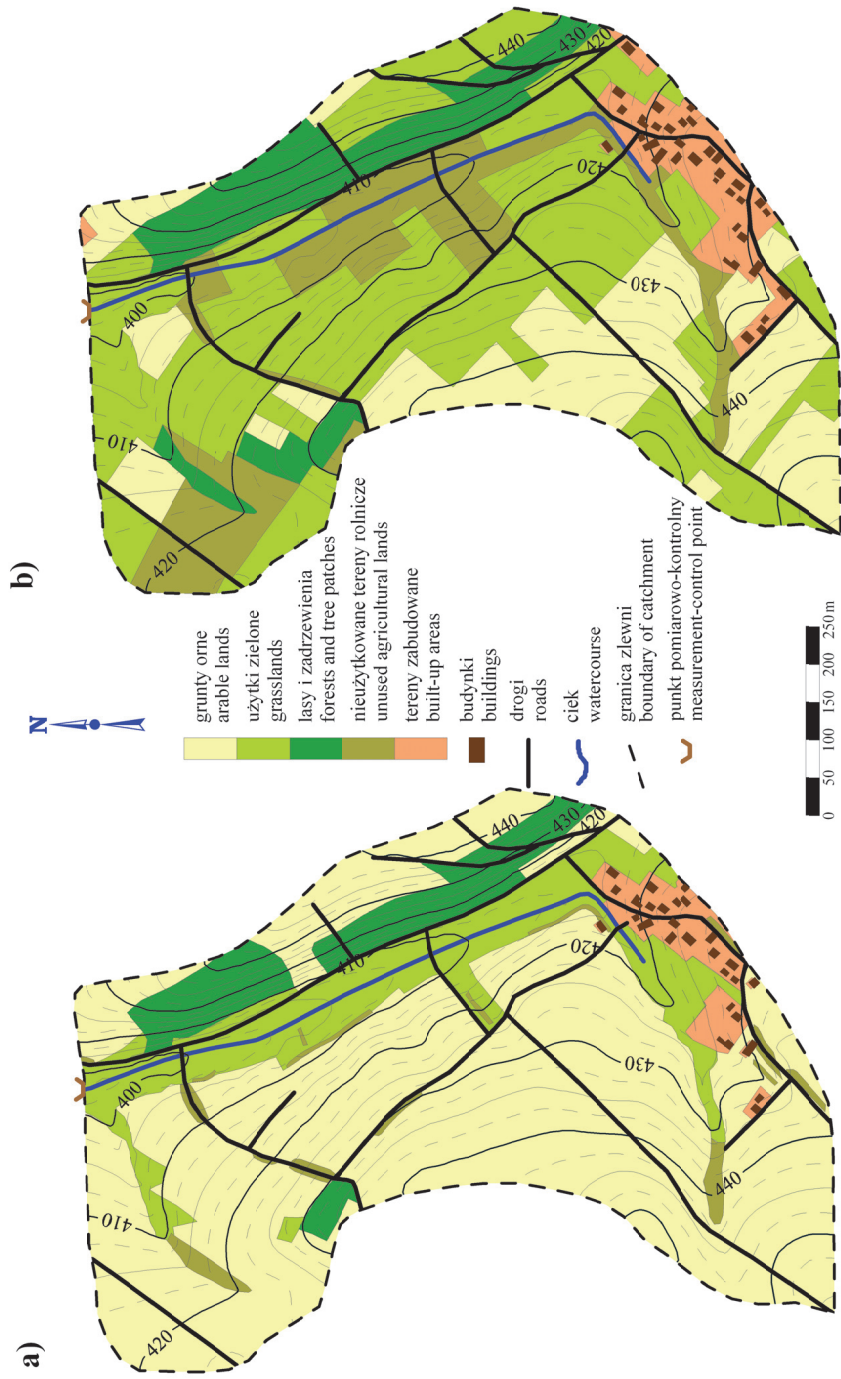 a)
420
410
400
410
440
430
420
420
430
440
N
grunty orne
arable lands
użytki zielone
grasslands
lasy i zadrzewienia
forests and tree patches
nieużytkowane tereny rolnicze
unused agricultural lands
tereny zabudowane
built-up areas
budynki
buildings
drogi
roads
ciek
watercourse
granica zlewni
boundary of catchment
punkt pomiarowo-kontrolny
measurement-control point
0 50 100 150 200 250 m
b)
420
410
400
410
440
430
420
420
430
440